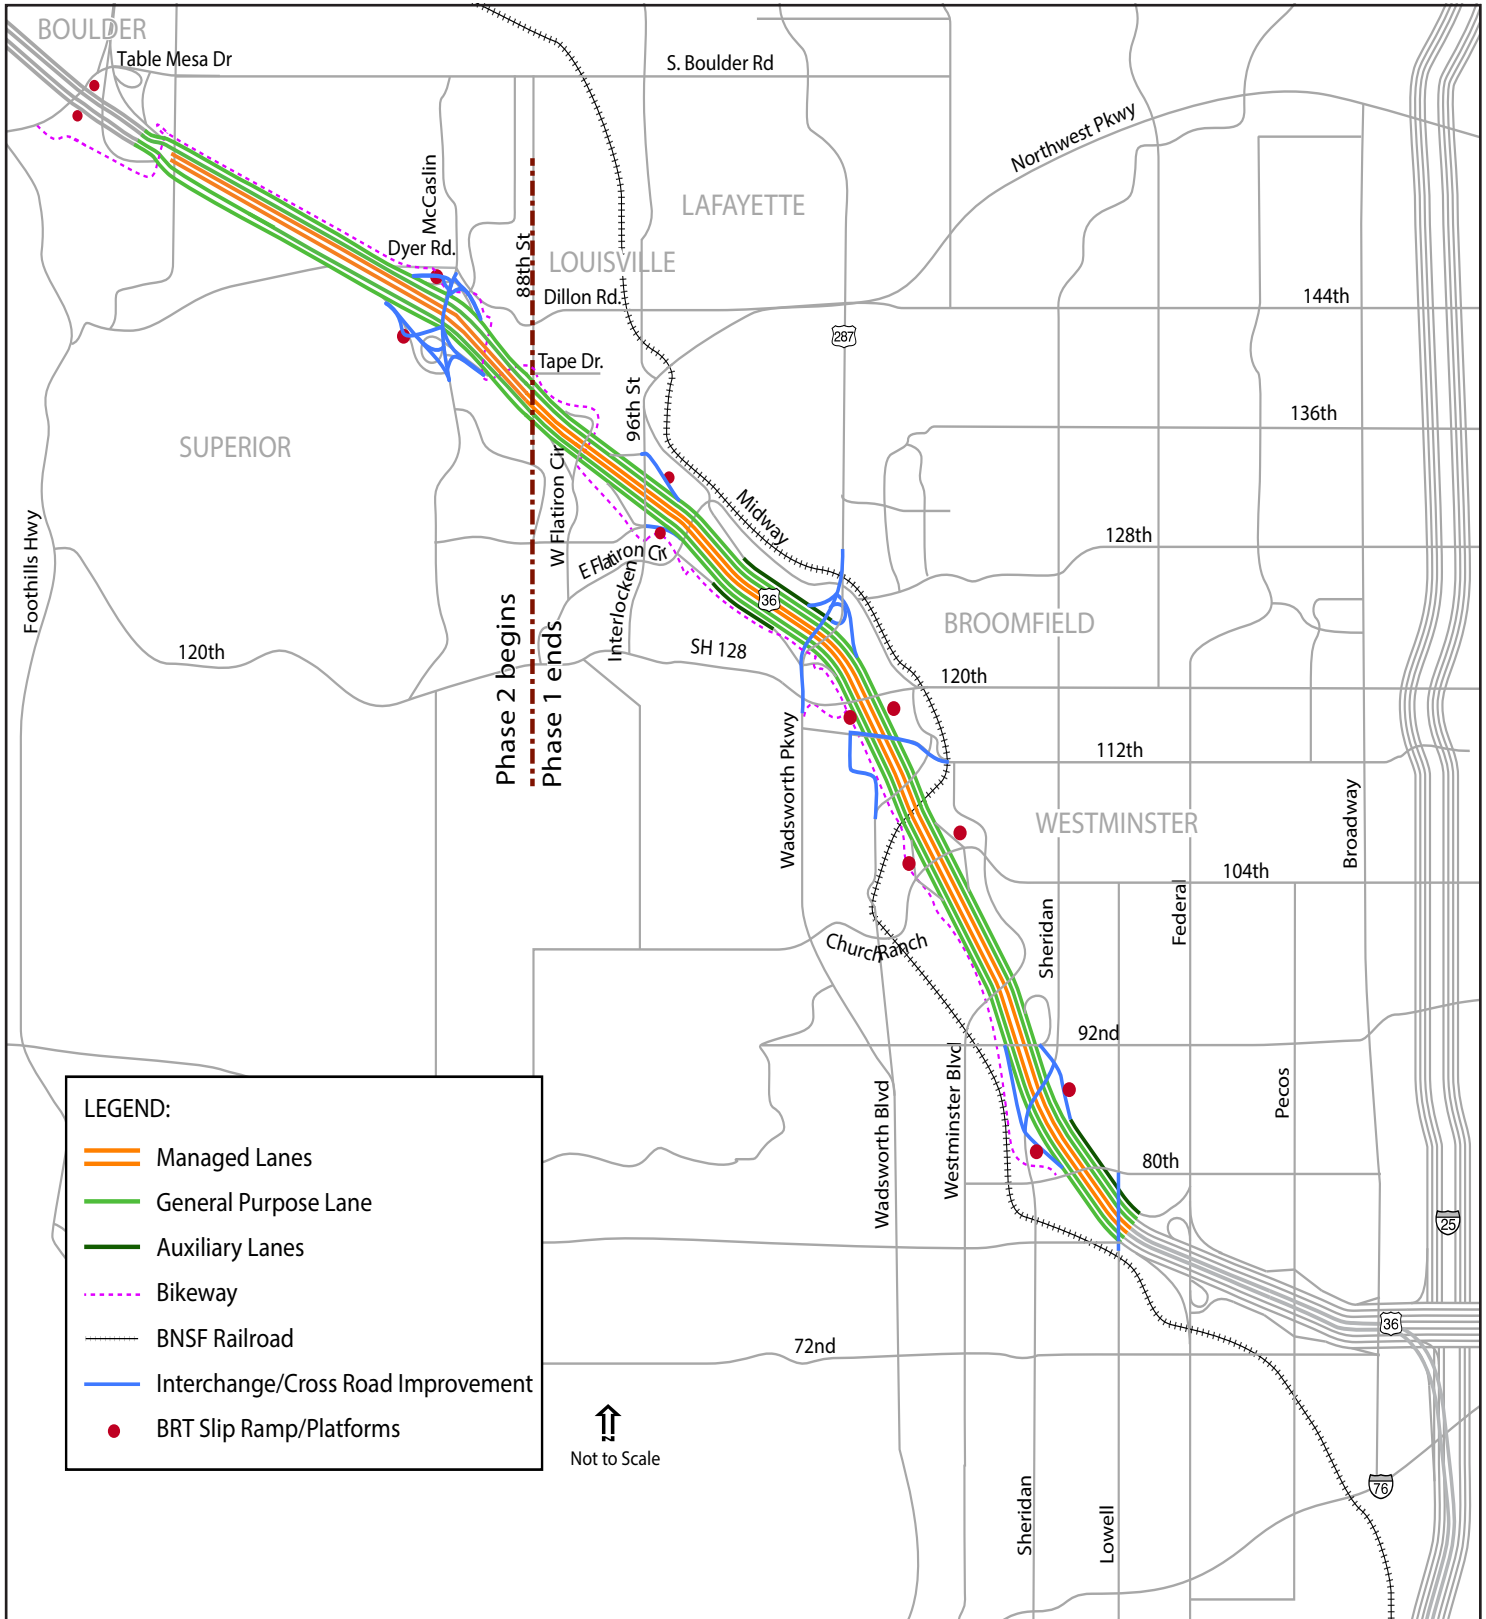 BOULDER
Table Mesa Dr
S. Boulder Rd
Northwest Pkwy
McCaslin
LAFAYETTE
Dyer Rd.
88th St
LOUISVILLE
Dillon Rd.
144th
287
Tape Dr.
96th St
136th
SUPERIOR
W Flatiron Cir
Midway
Foothills Hwy
128th
E Flatiron Cir
Interlocken
36
BROOMFIELD
120th
SH 128
120th
Phase 2 begins
Phase 1 ends
112th
Wadsworth Pkwy
WESTMINSTER
Broadway
104th
Federal
Sheridan
Church Ranch
92nd
Westminster Blvd
Wadsworth Blvd
Pecos
80th
25
36
72nd
LEGEND:
Managed Lanes
General Purpose Lane
Auxiliary Lanes
Bikeway
BNSF Railroad
Interchange/Cross Road Improvement
BRT Slip Ramp/Platforms
N
Not to Scale
76
Sheridan
Lowell